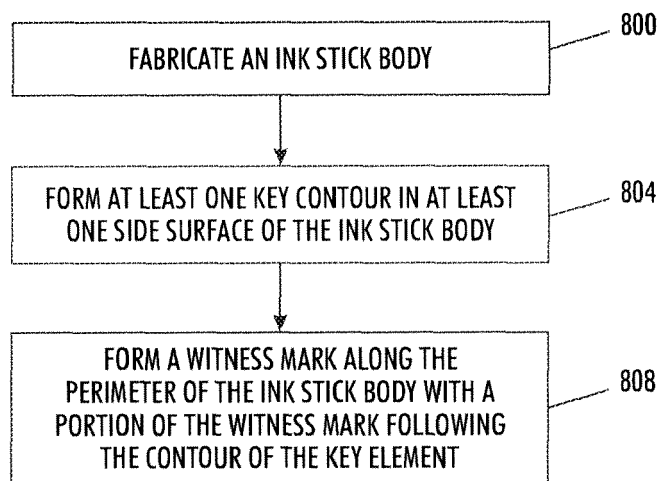 800
FABRICATE AN INK STICK BODY
804
FORM AT LEAST ONE KEY CONTOUR IN AT LEAST
ONE SIDE SURFACE OF THE INK STICK BODY
FORM A WITNESS MARK ALONG THE
PERIMETER OF THE INK STICK BODY WITH A
808
PORTION OF THE WITNESS MARK FOLLOWING
THE CONTOUR OF THE KEY ELEMENT